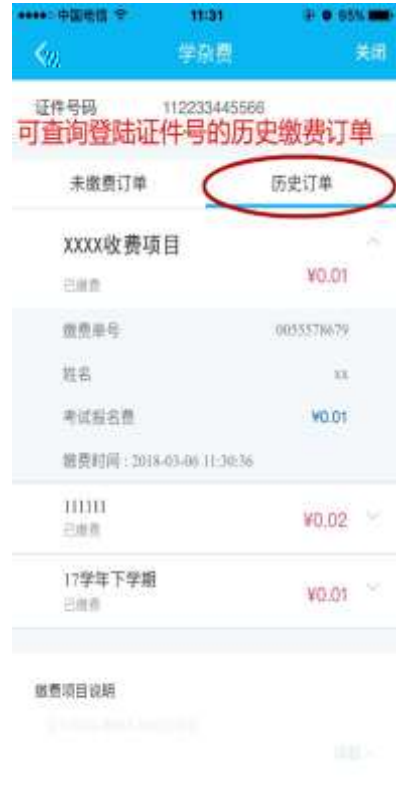 中国电信 11:31 95%
学杂费 关闭
证件号码 112233445566
可查询登陆证件号的历史缴费订单
未缴费订单 历史订单
XXXX收费项目
已缴费 ¥0.01
缴费单号 0055578679
姓名 xx
考试报名费 ¥0.01
缴费时间：2018-03-06 11:30:36
111111
已缴费 ¥0.02
17学年下学期
已缴费 ¥0.01
缴费项目说明